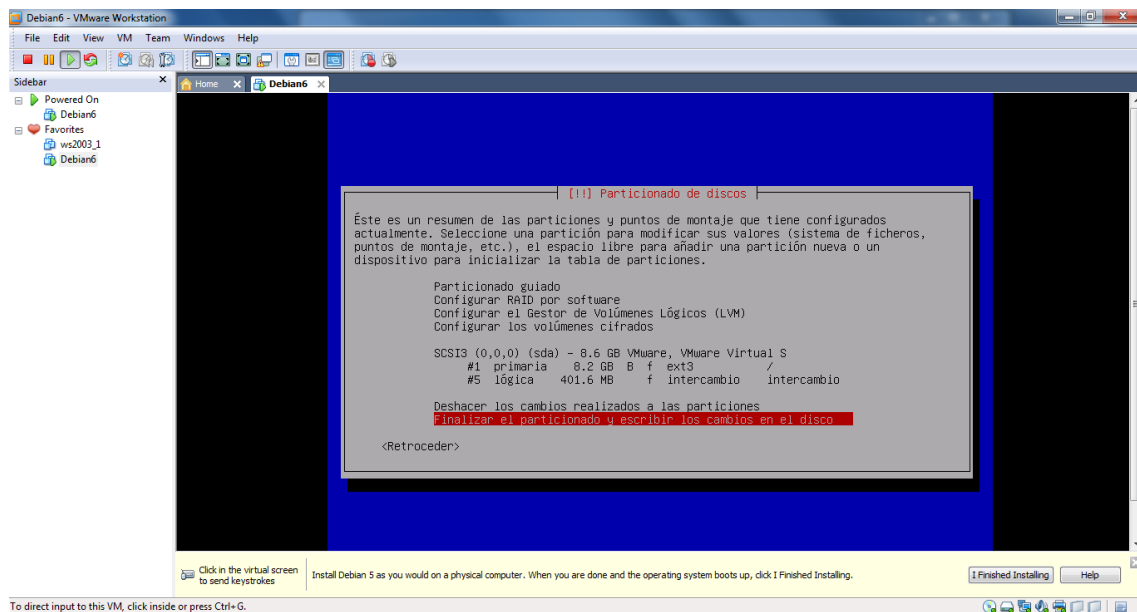 Debian6 - VMware Workstation
File Edit View VM Team Windows Help
Sidebar
Powered On
Debian6
Favorites
ws2003_1
Debian6
Home
Debian6
[!!] Particionado de discos
Éste es un resumen de las particiones y puntos de montaje que tiene configurados
actualmente. Seleccione una partición para modificar sus valores (sistema de ficheros,
puntos de montaje, etc.), el espacio libre para añadir una partición nueva o un
dispositivo para inicializar la tabla de particiones.
Particionado guiado
Configurar RAID por software
Configurar el Gestor de Volúmenes Lógicos (LVM)
Configurar los volúmenes cifrados
SCSI3 (0,0,0) (sda) - 8.6 GB VMware, VMware Virtual S
#1 primaria 8.2 GB B f ext3 /
#5 lógica 401.6 MB f intercambio intercambio
Deshacer los cambios realizados a las particiones
Finalizar el particionado y escribir los cambios en el disco
<Retroceder>
Click in the virtual screen
to send keystrokes
Install Debian 5 as you would on a physical computer. When you are done and the operating system boots up, click I Finished Installing.
I Finished Installing
Help
To direct input to this VM, click inside or press Ctrl+G.